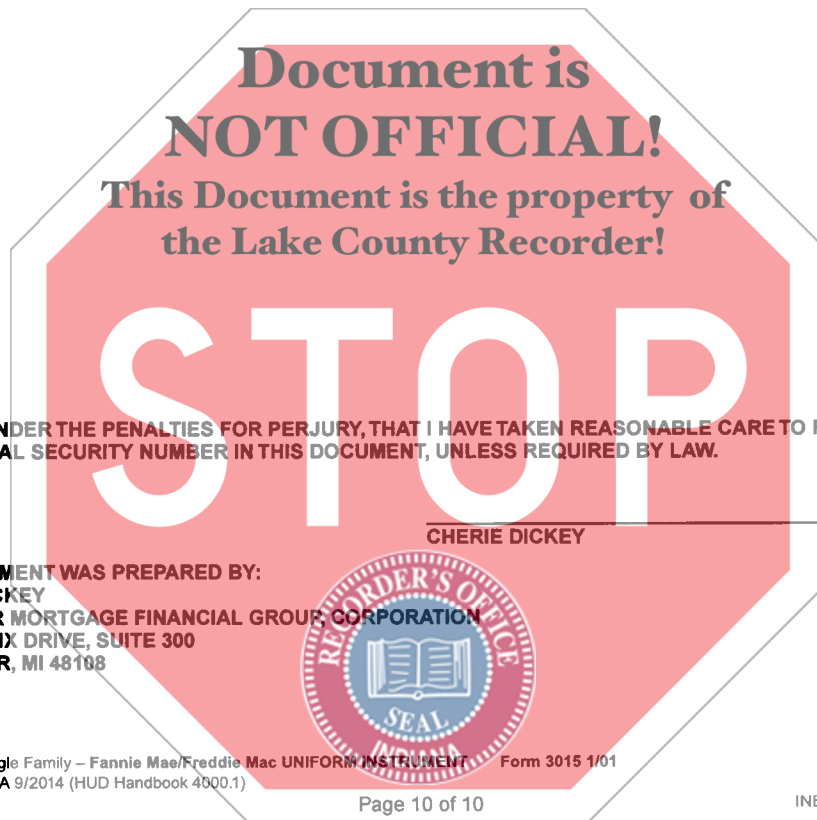 Document is
NOT OFFICIAL!
This Document is the property of
the Lake County Recorder!
STOP
NDER THE PENALTIES FOR PERJURY, THAT I HAVE TAKEN REASONABLE CARE TO
AL SECURITY NUMBER IN THIS DOCUMENT, UNLESS REQUIRED BY LAW.
CHERIE DICKEY
MENT WAS PREPARED BY:
CKEY
R MORTGAGE FINANCIAL GROUP, CORPORATION
IX DRIVE, SUITE 300
R, MI 48108
RECORDER'S OFFICE
SEAL
INDIANA
gle Family – Fannie Mae/Freddie Mac UNIFORM INSTRUMENT Form 3015 1/01
A 9/2014 (HUD Handbook 4000.1)
Page 10 of 10